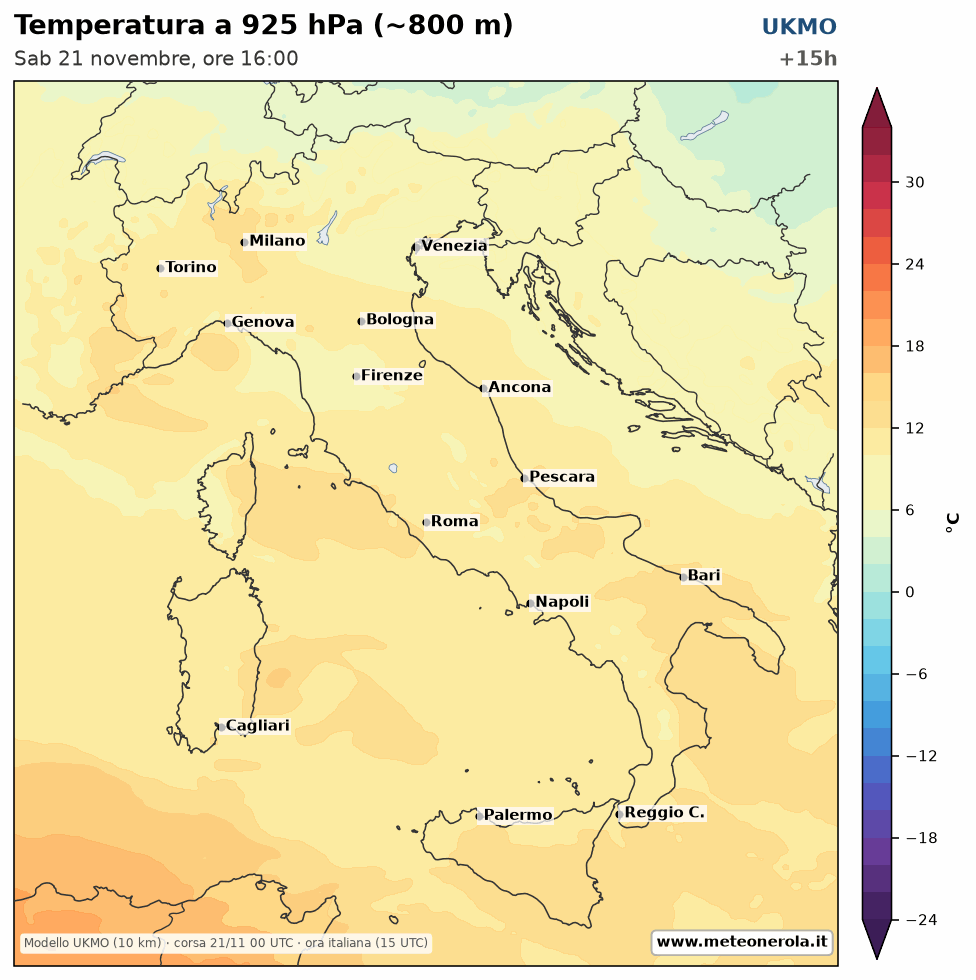 Temperatura a 925 hPa (~800 m)
UKMO
Sab 21 novembre, ore 16:00
+15h
Milano
Venezia
Torino
Genova
Bologna
Firenze
Ancona
Pescara
Roma
Bari
Napoli
Cagliari
Palermo
Reggio C.
30
24
18
12
6
0
−6
−12
−18
−24
°C
Modello UKMO (10 km) · corsa 21/11 00 UTC · ora italiana (15 UTC)
www.meteonerola.it